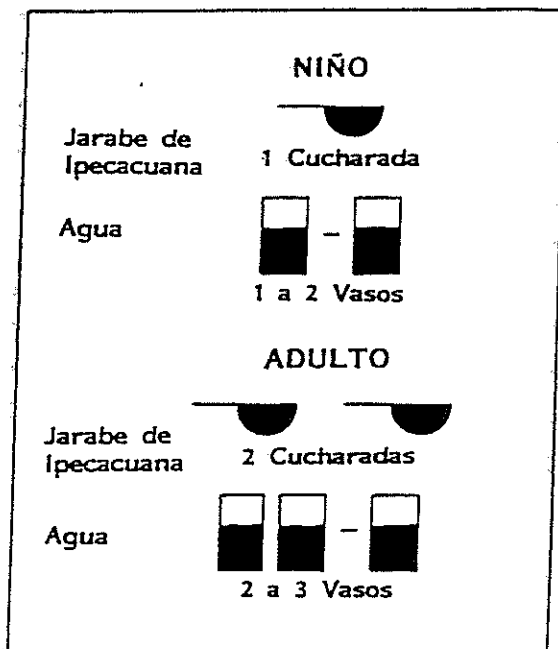 NIÑO
Jarabe de
Ipecacuana
1 Cucharada
Agua
1 a 2 Vasos
ADULTO
Jarabe de
Ipecacuana
2 Cucharadas
Agua
2 a 3 Vasos